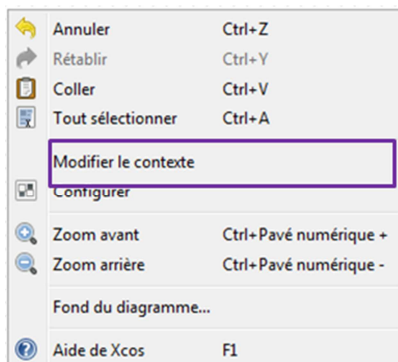 Annuler Ctrl+Z
Rétablir Ctrl+Y
Coller Ctrl+V
Tout sélectionner Ctrl+A
Modifier le contexte
Configurer
Zoom avant Ctrl+Pavé numérique +
Zoom arrière Ctrl+Pavé numérique -
Fond du diagramme...
Aide de Xcos F1